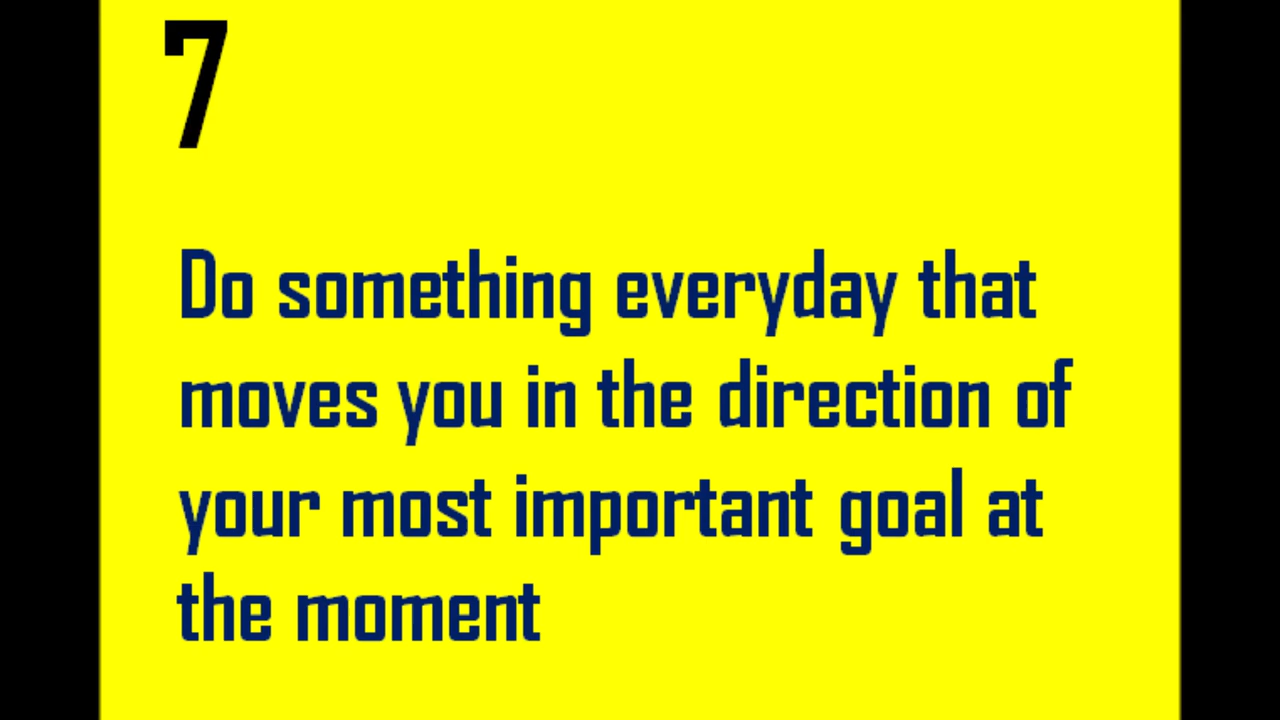 7
Do something everyday that
moves you in the direction of
your most important goal at
the moment